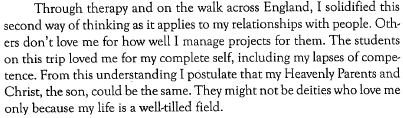 Through therapy and on the walk across England, I solidified this
second way of thinking as it applies to my relationships with people. Oth-
ers don't love me for how well I manage projects for them. The students
on this trip loved me for my complete self, including my lapses of compe-
tence. From this understanding I postulate that my Heavenly Parents and
Christ, the son, could be the same. They might not be deities who love me
only because my life is a well-tilled field.